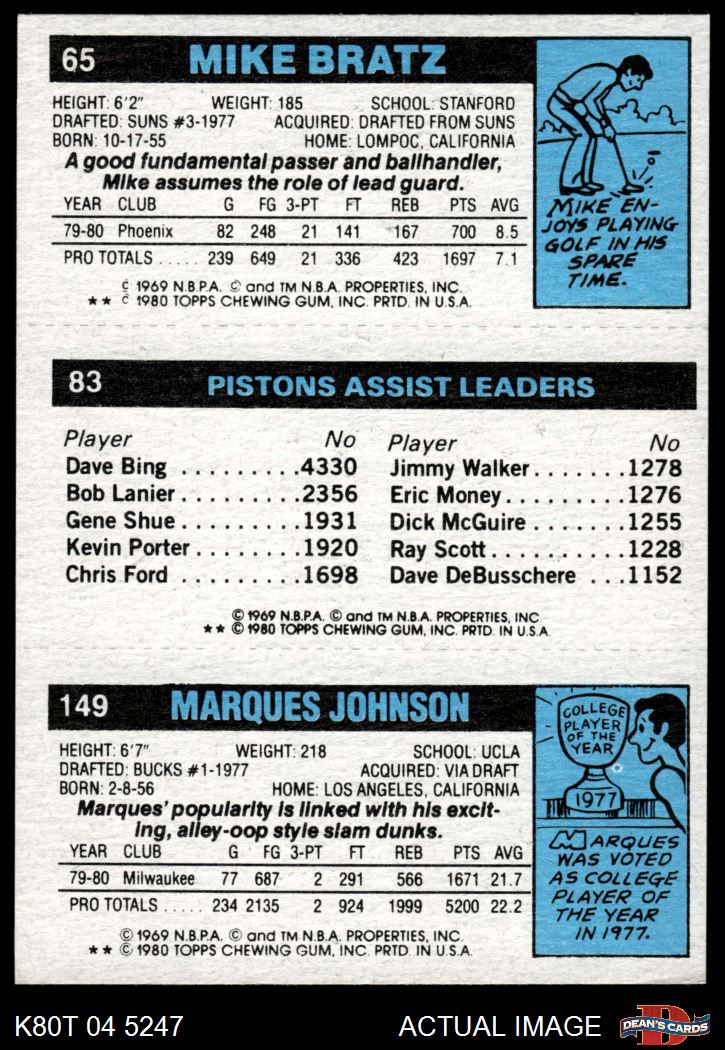 65 MIKE BRATZ
HEIGHT: 6'2" WEIGHT: 185 SCHOOL: STANFORD
DRAFTED: SUNS #3-1977 ACQUIRED: DRAFTED FROM SUNS
BORN: 10-17-55 HOME: LOMPOC, CALIFORNIA
A good fundamental passer and ballhandler,
Mike assumes the role of lead guard.
YEAR CLUB G FG 3-PT FT REB PTS AVG
79-80 Phoenix 82 248 21 141 167 700 8.5
PRO TOTALS ..... 239 649 21 336 423 1697 7.1
© 1969 N.B.P.A. © and TM N.B.A. PROPERTIES, INC.
** © 1980 TOPPS CHEWING GUM, INC. PRTD. IN U.S.A.
MIKE EN-
JOYS PLAYING
GOLF IN HIS
SPARE
TIME.
83 PISTONS ASSIST LEADERS
Player No Player No
Dave Bing .........4330 Jimmy Walker.......1278
Bob Lanier .........2356 Eric Money.........1276
Gene Shue .........1931 Dick McGuire .......1255
Kevin Porter ........1920 Ray Scott..........1228
Chris Ford .........1698 Dave DeBusschere ...1152
© 1969 N.B.P.A. © and TM N.B.A. PROPERTIES, INC
** © 1980 TOPPS CHEWING GUM, INC. PRTD. IN U.S.A.
149 MARQUES JOHNSON
HEIGHT: 6'7" WEIGHT: 218 SCHOOL: UCLA
DRAFTED: BUCKS #1-1977 ACQUIRED: VIA DRAFT
BORN: 2-8-56 HOME: LOS ANGELES, CALIFORNIA
Marques' popularity is linked with his excit-
ing, alley-oop style slam dunks.
YEAR CLUB G FG 3-PT FT REB PTS AVG
79-80 Milwaukee 77 687 2 291 566 1671 21.7
PRO TOTALS ..... 234 2135 2 924 1999 5200 22.2
© 1969 N.B.P.A. © and TM N.B.A. PROPERTIES, INC.
** © 1980 TOPPS CHEWING GUM, INC. PRTD. IN U.S.A.
COLLEGE
PLAYER
OF THE
YEAR
1977
MARQUES
WAS VOTED
AS COLLEGE
PLAYER OF
THE YEAR
IN 1977.
K80T 04 5247 ACTUAL IMAGE DEAN'S CARDS